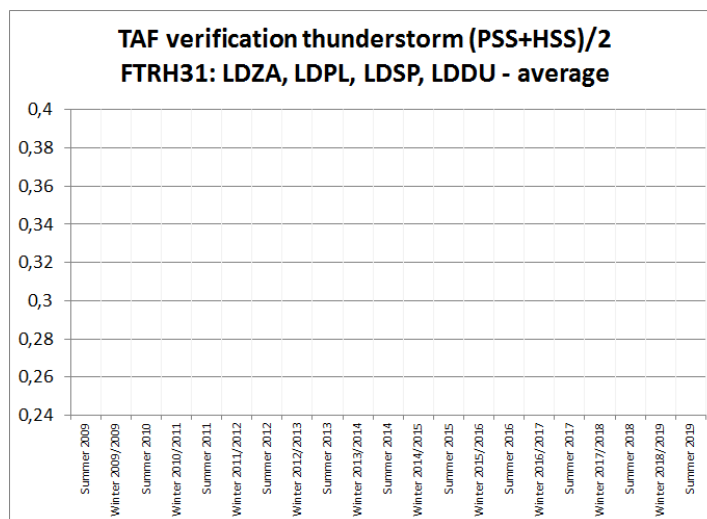 TAF verification thunderstorm (PSS+HSS)/2
FTRH31: LDZA, LDPL, LDSP, LDDU - average
0,4
0,38
0,36
0,34
0,32
0,3
0,28
0,26
0,24
Summer 2009
Winter 2009/2009
Summer 2010
Winter 2010/2011
Summer 2011
Winter 2011/2012
Summer 2012
Winter 2012/2013
Summer 2013
Winter 2013/2014
Winter 2014/2015
Summer 2015
Winter 2015/2016
Summer 2016
Winter 2016/2017
Winter 2017/2018
Summer 2018
Winter 2018/2019
Summer 2019